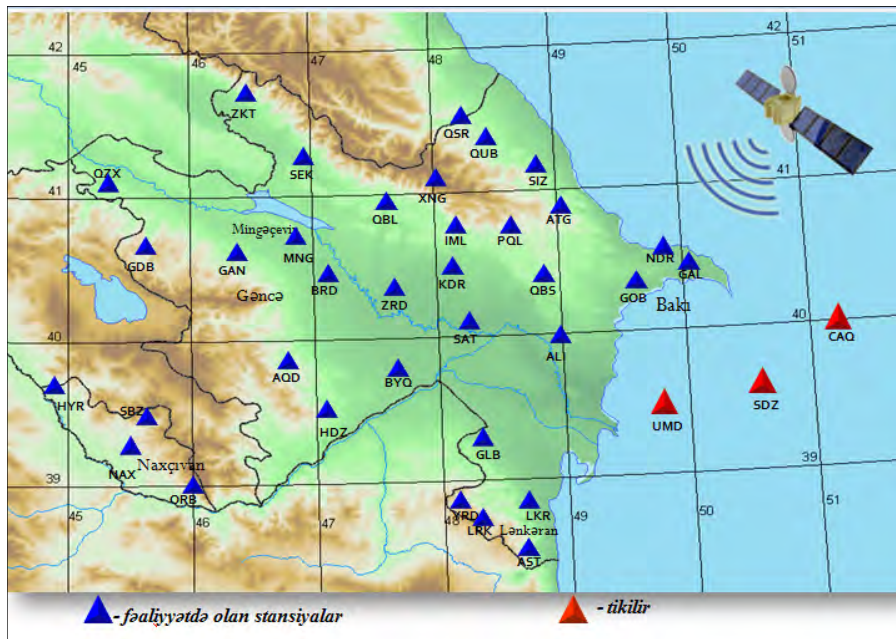 42
51
50
49
48
47
46
45
42
ZKT
QSR
QUB
SEK
SIZ
41
QZX
41
XNG
QBL
ATG
Mingəçevir
IML
PQL
GDB
GAN
MNG
NDR
GAL
KDR
BRD
QBS
GOB
Gəncə
ZRD
Bakı
40
SAT
ALI
40
CAQ
AQD
BYQ
HYR
SDZ
SBZ
UMD
HDZ
GLB
NAX
Naxçıvan
39
39
ORB
51
YRD
LKR
50
45
46
47
48
49
LRK
Lənkəran
AST
- fəaliyyətdə olan stansiyalar
- tikilir